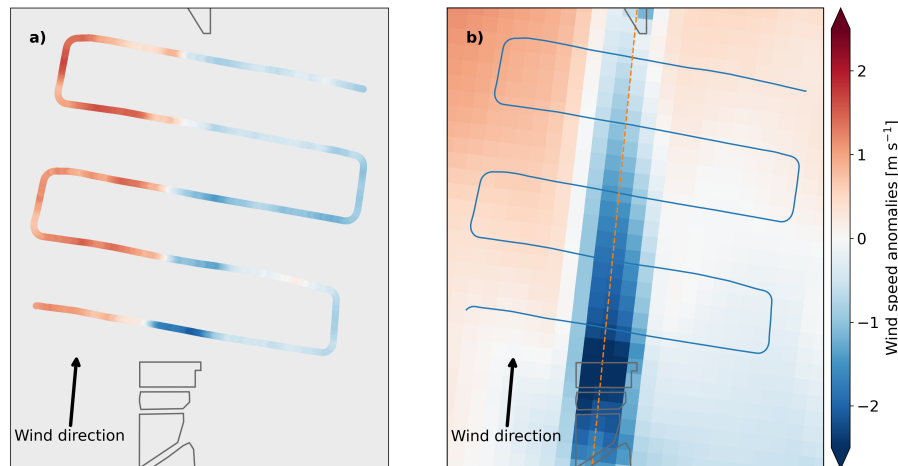 a)
Wind direction
b)
Wind direction
2
1
0
−1
−2
Wind speed anomalies [m s⁻¹]